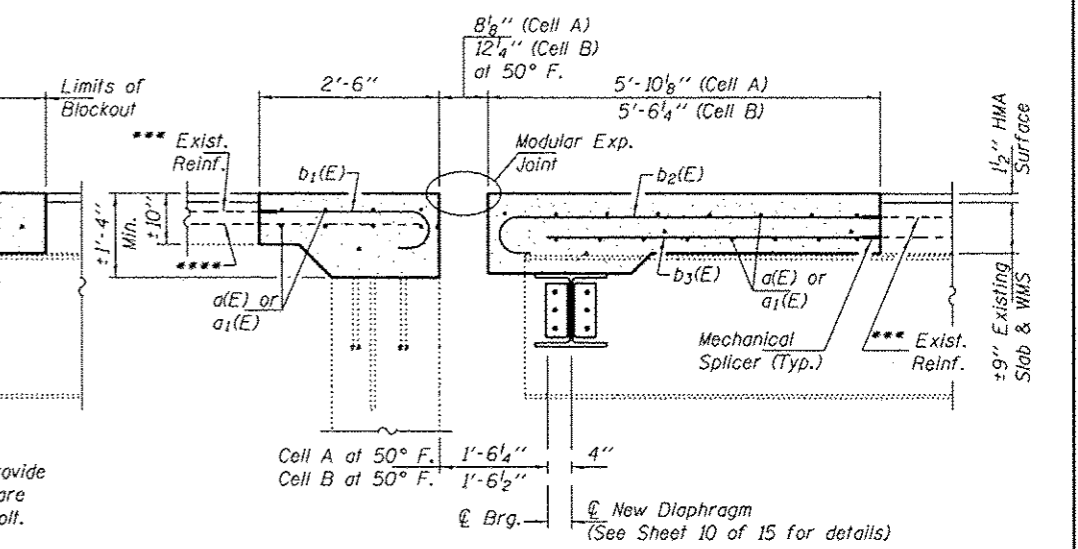 8⅛" (Cell A)
12¼" (Cell B)
at 50° F.
Limits of
Blockout
2'-6"
5'-10⅛" (Cell A)
5'-6¼" (Cell B)
*** Exist.
Reinf.
Modular Exp.
Joint
1½" HMA
Surface
b₁(E)
b₂(E)
±1'-4"
Min.
±10"
****
a(E) or
a₁(E)
b₃(E)
a(E) or
a₁(E)
Mechanical
Splicer (Typ.)
*** Exist.
Reinf.
±9" Existing
Slab & WMS
**
*
**
Cell A at 50° F.
Cell B at 50° F.
1'-6¼"
1'-6½"
4"
℄ Brg.
℄ New Diaphragm
(See Sheet 10 of 15 for details)
ovide
are
olt.